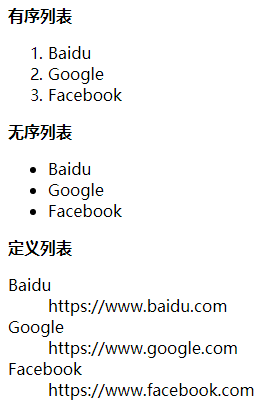 有序列表
1. Baidu
2. Google
3. Facebook
无序列表
• Baidu
• Google
• Facebook
定义列表
Baidu
https://www.baidu.com
Google
https://www.google.com
Facebook
https://www.facebook.com